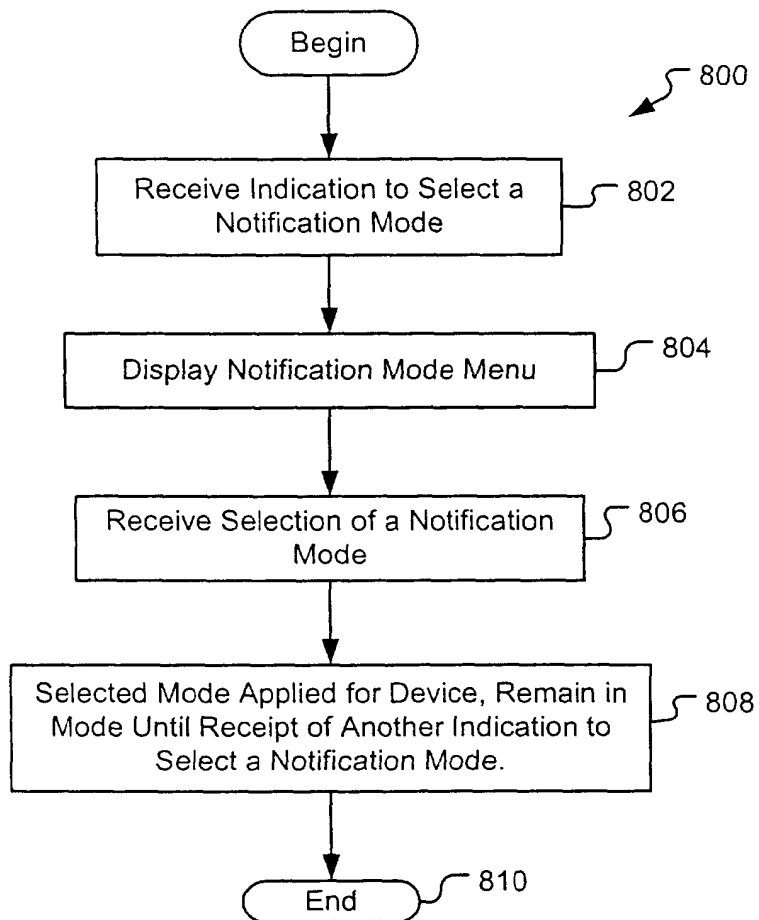 Begin
800
Receive Indication to Select a
Notification Mode
802
Display Notification Mode Menu
804
Receive Selection of a Notification
Mode
806
Selected Mode Applied for Device, Remain in
Mode Until Receipt of Another Indication to
Select a Notification Mode.
808
End
810